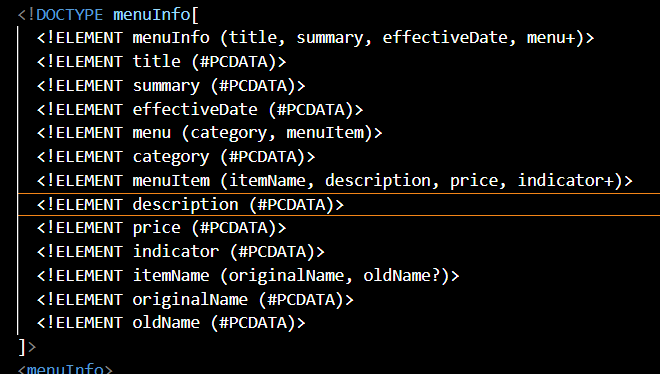 <!DOCTYPE menuInfo[
<!ELEMENT menuInfo (title, summary, effectiveDate, menu+)>
<!ELEMENT title (#PCDATA)>
<!ELEMENT summary (#PCDATA)>
<!ELEMENT effectiveDate (#PCDATA)>
<!ELEMENT menu (category, menuItem)>
<!ELEMENT category (#PCDATA)>
<!ELEMENT menuItem (itemName, description, price, indicator+)>
<!ELEMENT description (#PCDATA)>
<!ELEMENT price (#PCDATA)>
<!ELEMENT indicator (#PCDATA)>
<!ELEMENT itemName (originalName, oldName?)>
<!ELEMENT originalName (#PCDATA)>
<!ELEMENT oldName (#PCDATA)>
]>
<menuInfo>